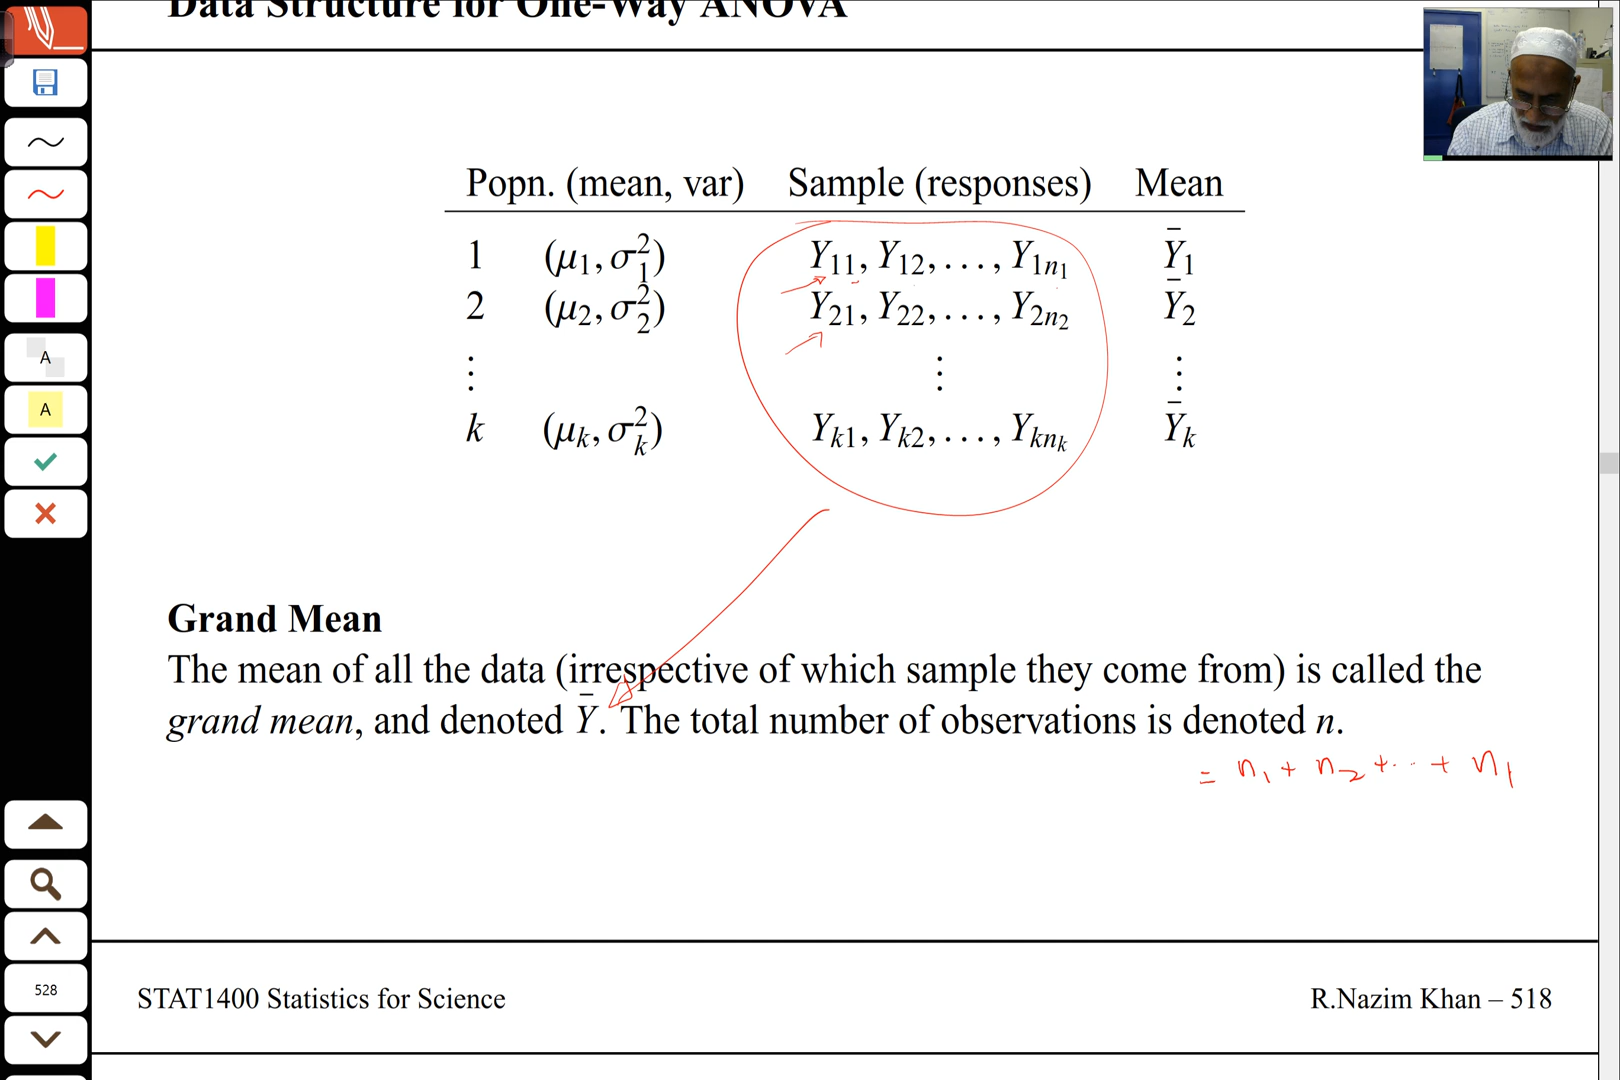 Data Structure for One-Way ANOVA
Popn. (mean, var) Sample (responses) Mean
1 (μ₁, σ₁²) Y₁₁, Y₁₂, . . . , Y₁ₙ₁ Ȳ₁
2 (μ₂, σ₂²) Y₂₁, Y₂₂, . . . , Y₂ₙ₂ Ȳ₂
⋮ ⋮ ⋮
k (μₖ, σₖ²) Yₖ₁, Yₖ₂, . . . , Yₖₙₖ Ȳₖ
A
A
Grand Mean
The mean of all the data (irrespective of which sample they come from) is called the
grand mean, and denoted Ȳ. The total number of observations is denoted n.
= n₁ + n₂ + ... + n₁
528
STAT1400 Statistics for Science R.Nazim Khan – 518